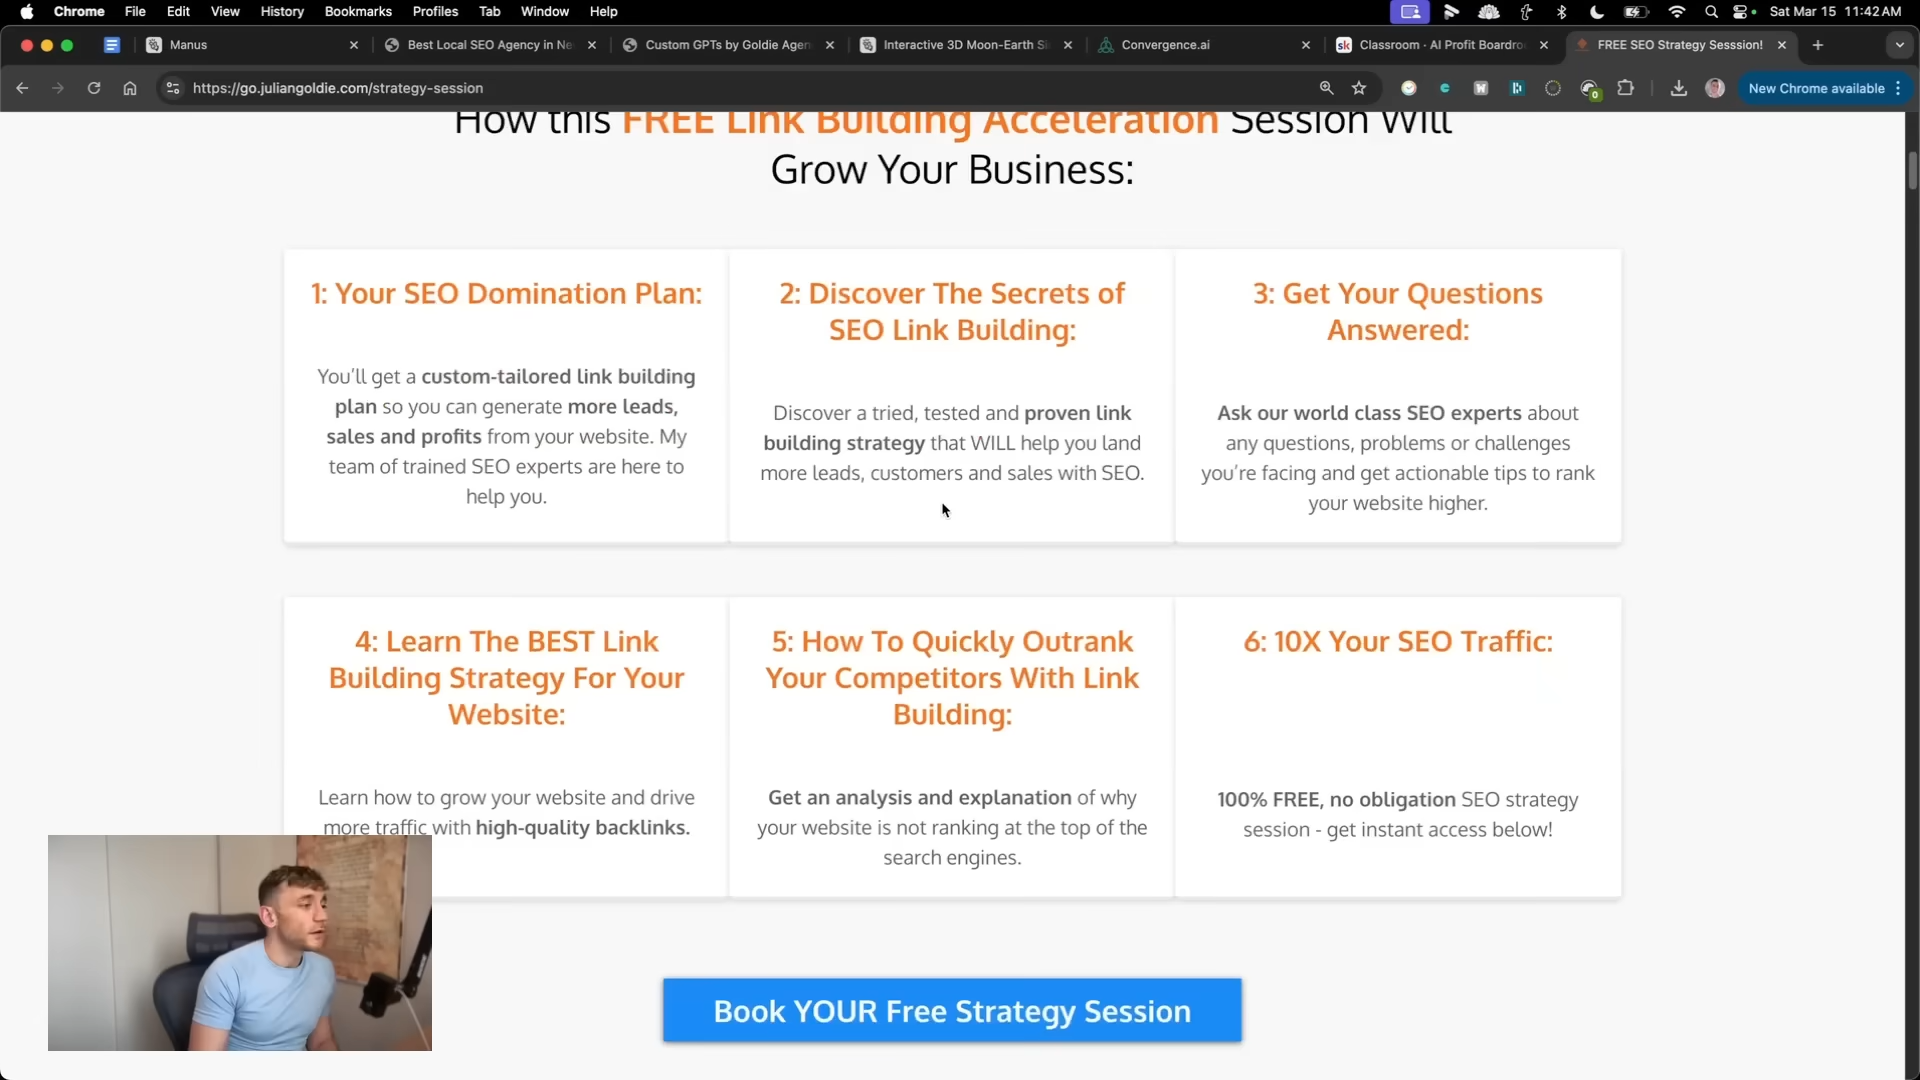 Chrome File Edit View History Bookmarks Profiles Tab Window Help Sat Mar 15 11:42 AM
Manus Best Local SEO Agency in Ne Custom GPTs by Goldie Agen Interactive 3D Moon-Earth Si Convergence.ai sk Classroom · AI Profit Boardro FREE SEO Strategy Sesssion!
https://go.juliangoldie.com/strategy-session New Chrome available
How this FREE Link Building Acceleration Session Will
Grow Your Business:
1: Your SEO Domination Plan:
You'll get a custom-tailored link building
plan so you can generate more leads,
sales and profits from your website. My
team of trained SEO experts are here to
help you.
2: Discover The Secrets of
SEO Link Building:
Discover a tried, tested and proven link
building strategy that WILL help you land
more leads, customers and sales with SEO.
3: Get Your Questions
Answered:
Ask our world class SEO experts about
any questions, problems or challenges
you're facing and get actionable tips to rank
your website higher.
4: Learn The BEST Link
Building Strategy For Your
Website:
Learn how to grow your website and drive
more traffic with high-quality backlinks.
5: How To Quickly Outrank
Your Competitors With Link
Building:
Get an analysis and explanation of why
your website is not ranking at the top of the
search engines.
6: 10X Your SEO Traffic:
100% FREE, no obligation SEO strategy
session - get instant access below!
Book YOUR Free Strategy Session